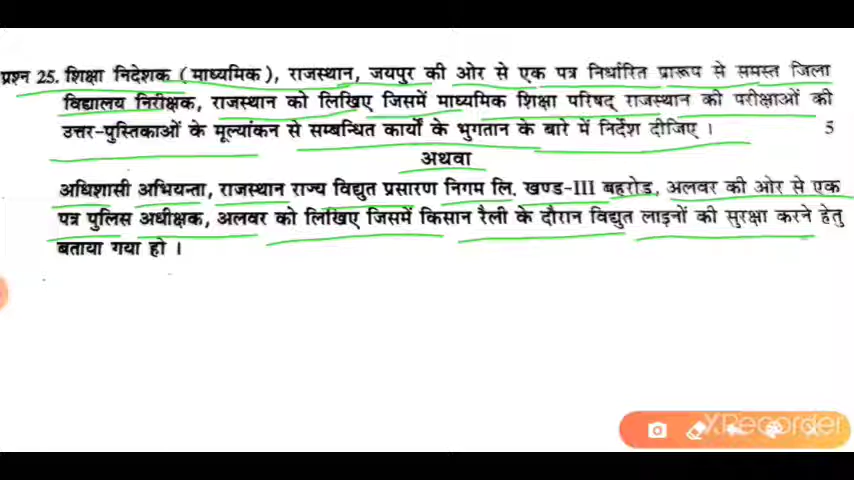 प्रश्न 25. शिक्षा निदेशक (माध्यमिक), राजस्थान, जयपुर की ओर से एक पत्र निर्धारित प्रारूप से समस्त जिला
विद्यालय निरीक्षक, राजस्थान को लिखिए जिसमें माध्यमिक शिक्षा परिषद् राजस्थान की परीक्षाओं की
उत्तर-पुस्तिकाओं के मूल्यांकन से सम्बन्धित कार्यों के भुगतान के बारे में निर्देश दीजिए । 5
अथवा
अधिशासी अभियन्ता, राजस्थान राज्य विद्युत प्रसारण निगम लि. खण्ड-III बहरोड, अलवर की ओर से एक
पत्र पुलिस अधीक्षक, अलवर को लिखिए जिसमें किसान रैली के दौरान विद्युत लाइनों की सुरक्षा करने हेतु
बताया गया हो ।
XRecorder